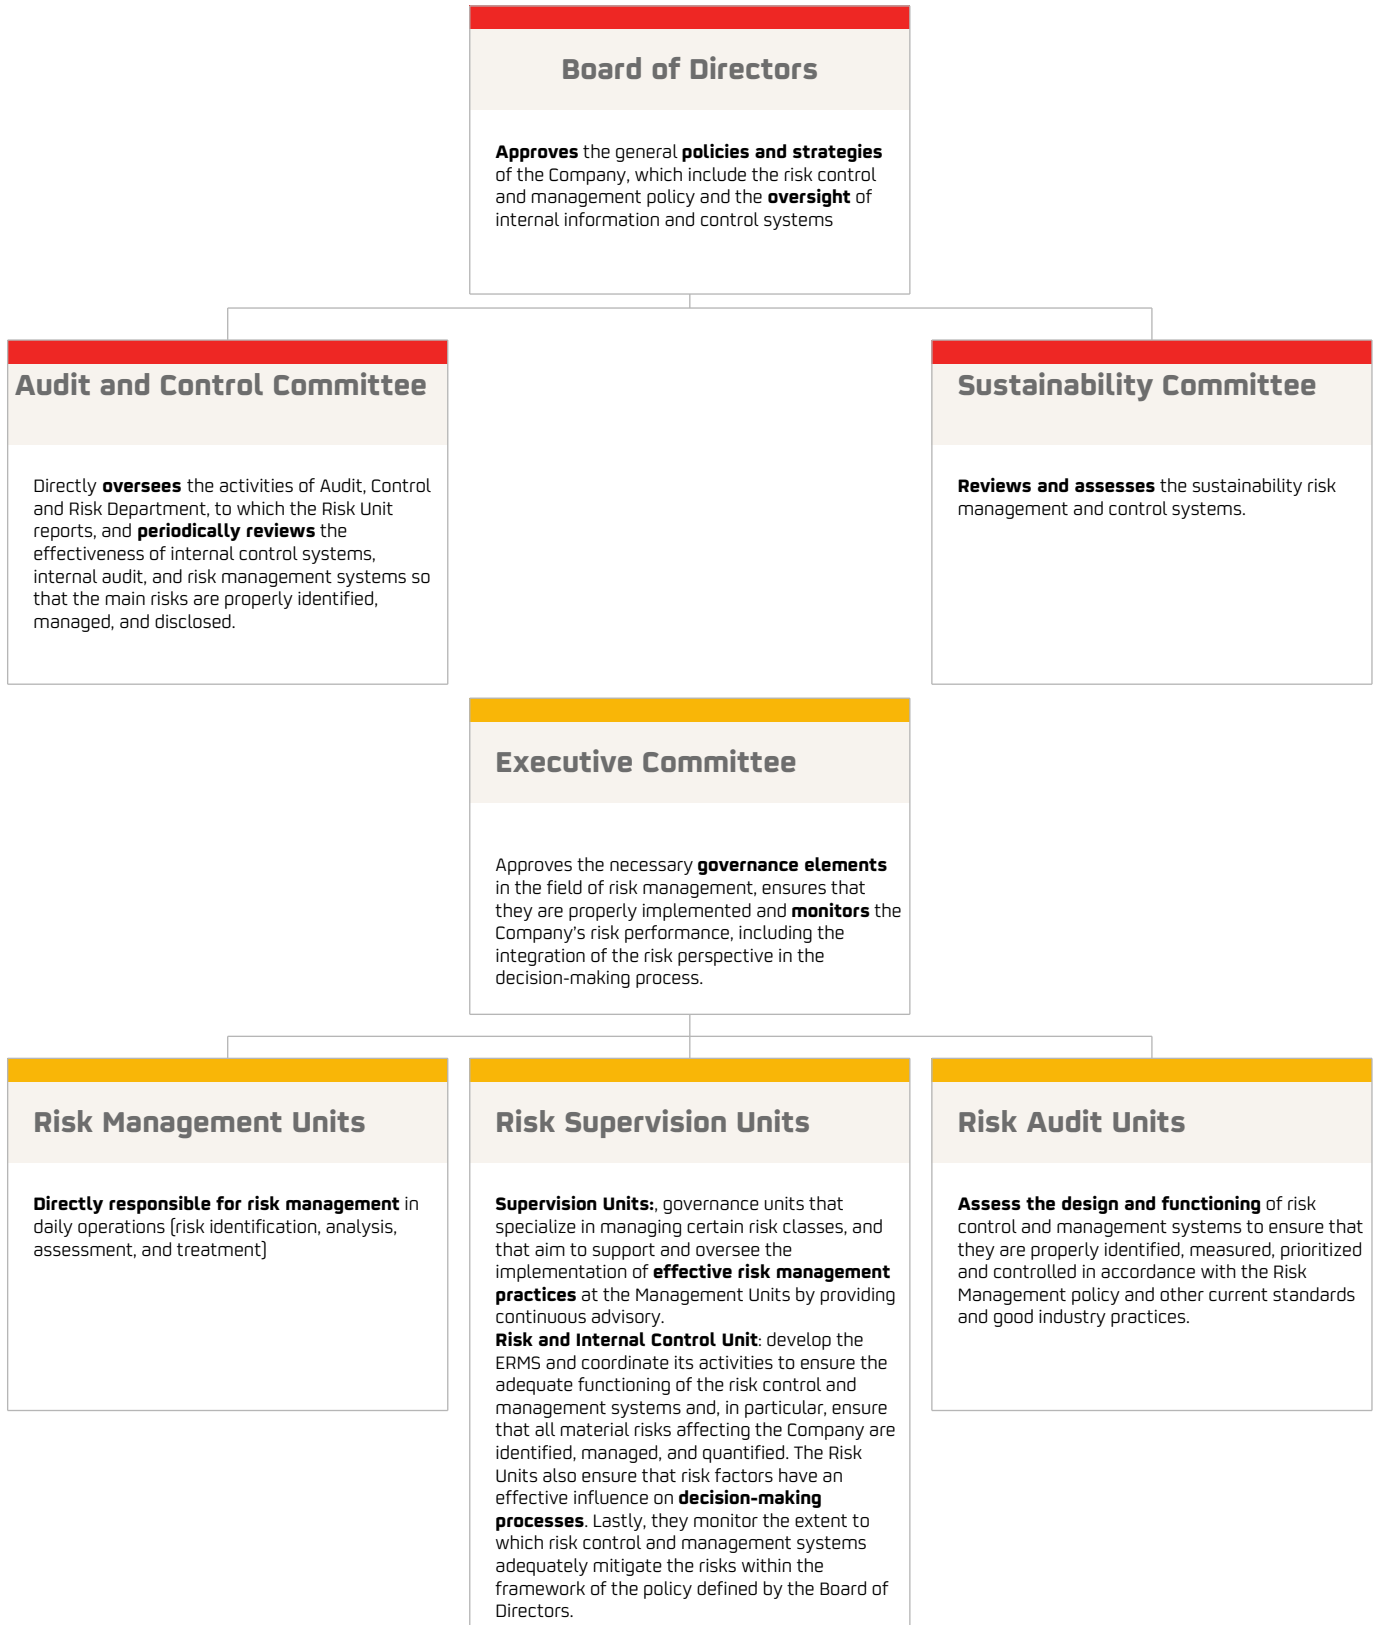 Board of Directors
Approves the general policies and strategies
of the Company, which include the risk control
and management policy and the oversight of
internal information and control systems
Audit and Control Committee
Directly oversees the activities of Audit, Control
and Risk Department, to which the Risk Unit
reports, and periodically reviews the
effectiveness of internal control systems,
internal audit, and risk management systems so
that the main risks are properly identified,
managed, and disclosed.
Sustainability Committee
Reviews and assesses the sustainability risk
management and control systems.
Executive Committee
Approves the necessary governance elements
in the field of risk management, ensures that
they are properly implemented and monitors the
Company's risk performance, including the
integration of the risk perspective in the
decision-making process.
Risk Management Units
Directly responsible for risk management in
daily operations (risk identification, analysis,
assessment, and treatment)
Risk Supervision Units
Supervision Units:, governance units that
specialize in managing certain risk classes, and
that aim to support and oversee the
implementation of effective risk management
practices at the Management Units by providing
continuous advisory.
Risk and Internal Control Unit: develop the
ERMS and coordinate its activities to ensure the
adequate functioning of the risk control and
management systems and, in particular, ensure
that all material risks affecting the Company are
identified, managed, and quantified. The Risk
Units also ensure that risk factors have an
effective influence on decision-making
processes. Lastly, they monitor the extent to
which risk control and management systems
adequately mitigate the risks within the
framework of the policy defined by the Board of
Directors.
Risk Audit Units
Assess the design and functioning of risk
control and management systems to ensure that
they are properly identified, measured, prioritized
and controlled in accordance with the Risk
Management policy and other current standards
and good industry practices.